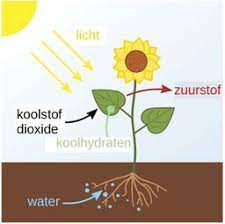 licht
zuurstof
koolstof
dioxide
koolhydraten
water